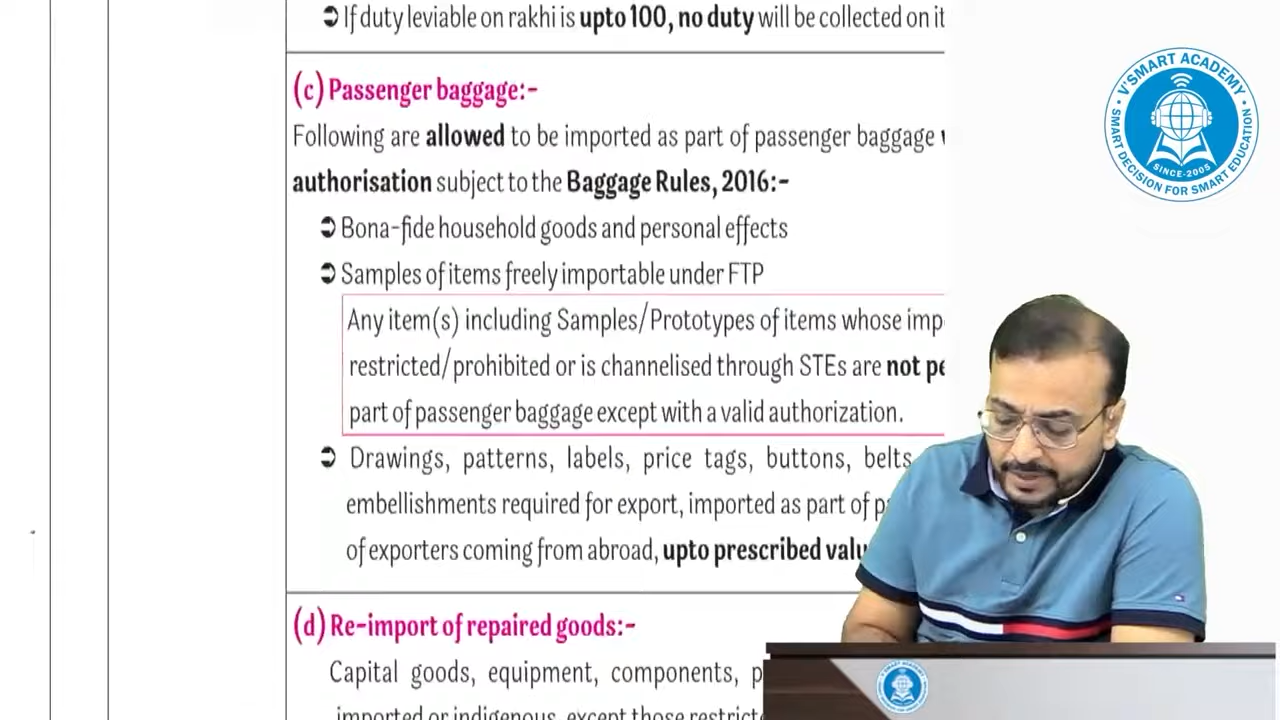 ➲ If duty leviable on rakhi is upto 100, no duty will be collected on it
(c) Passenger baggage:-
Following are allowed to be imported as part of passenger baggage
authorisation subject to the Baggage Rules, 2016:-
➲ Bona-fide household goods and personal effects
➲ Samples of items freely importable under FTP
Any item(s) including Samples/Prototypes of items whose imp
restricted/prohibited or is channelised through STEs are not pe
part of passenger baggage except with a valid authorization.
➲ Drawings, patterns, labels, price tags, buttons, belts,
embellishments required for export, imported as part of p
of exporters coming from abroad, upto prescribed valu
(d) Re-import of repaired goods:-
Capital goods, equipment, components, p
imported or indigenous, except those restrict
V'SMART ACADEMY
SMART DECISION FOR SMART EDUCATION
SINCE-2005
V'SMART ACADEMY